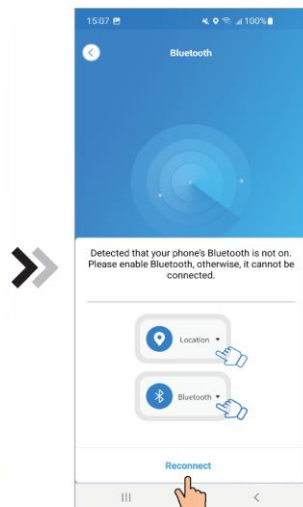 15:07 100%
Bluetooth
Detected that your phone's Bluetooth is not on.
Please enable Bluetooth, otherwise, it cannot be
connected.
Location
Bluetooth
Reconnect